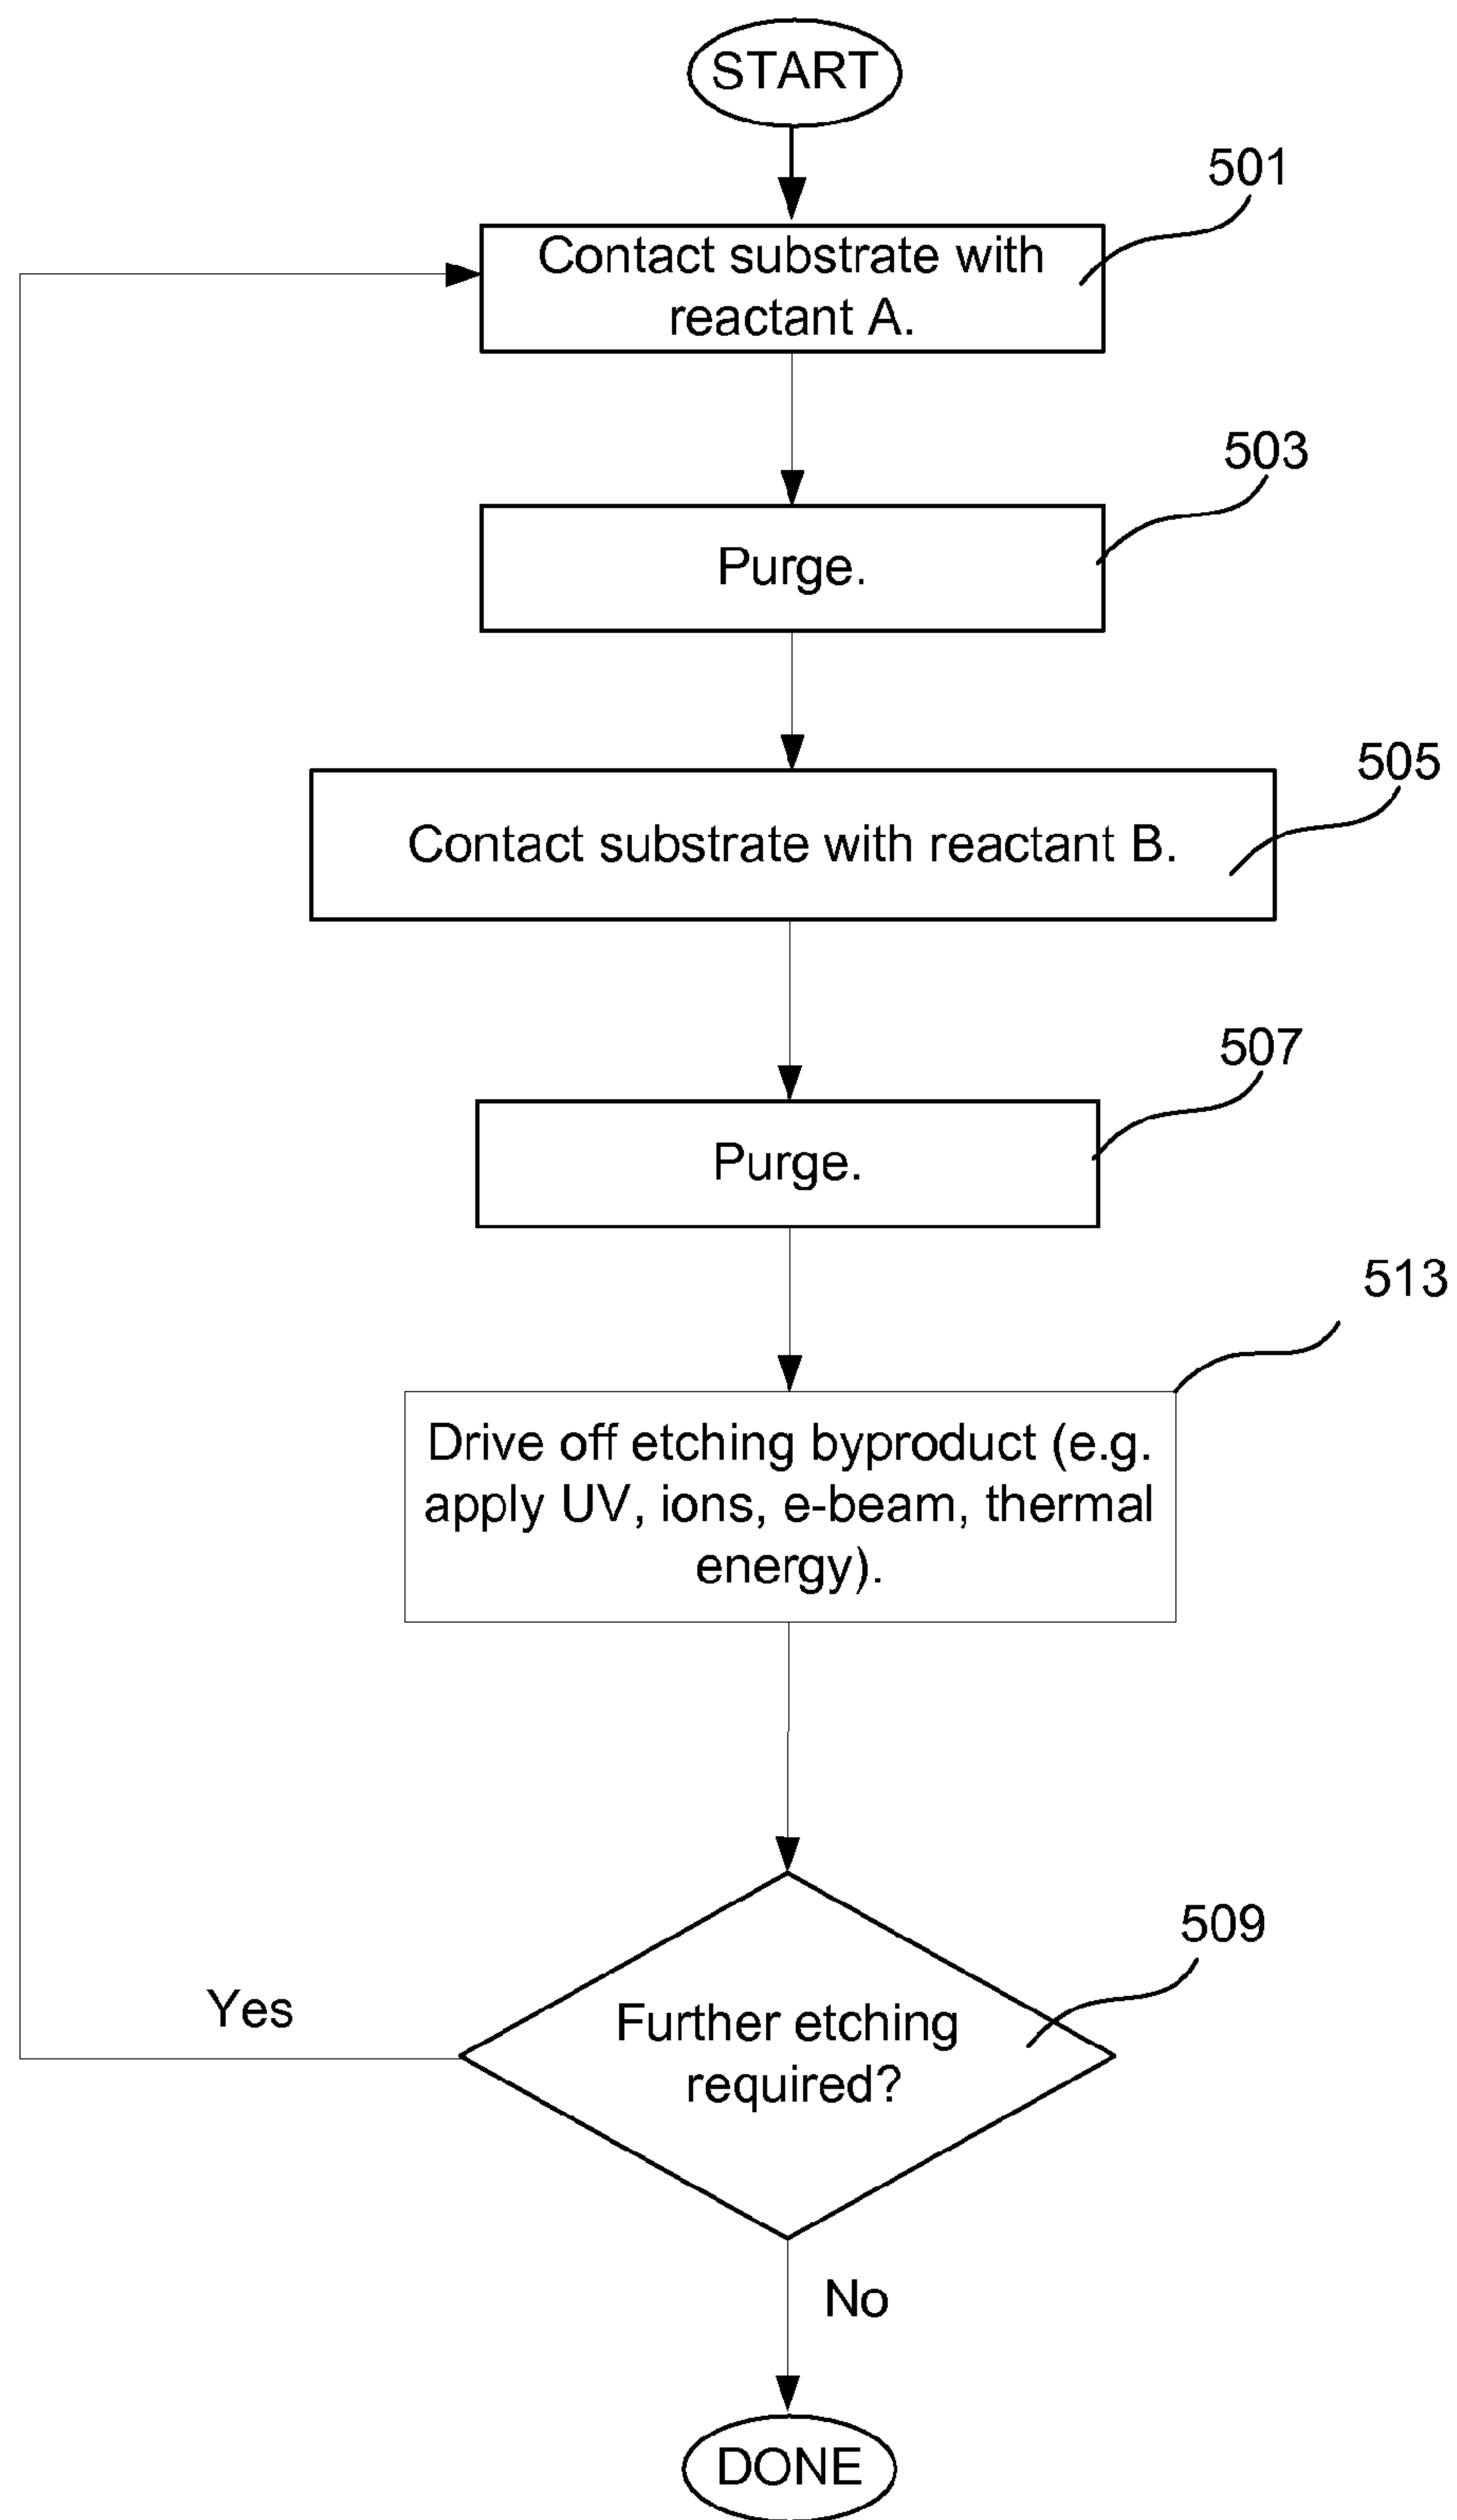 START
501
Contact substrate with
reactant A.
503
Purge.
505
Contact substrate with reactant B.
507
Purge.
513
Drive off etching byproduct (e.g.
apply UV, ions, e-beam, thermal
energy).
509
Yes
Further etching
required?
No
DONE